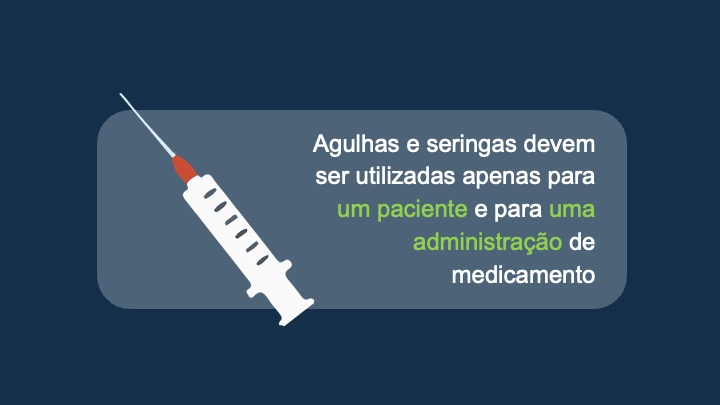 Agulhas e seringas devem
ser utilizadas apenas para
um paciente e para uma
administração de
medicamento